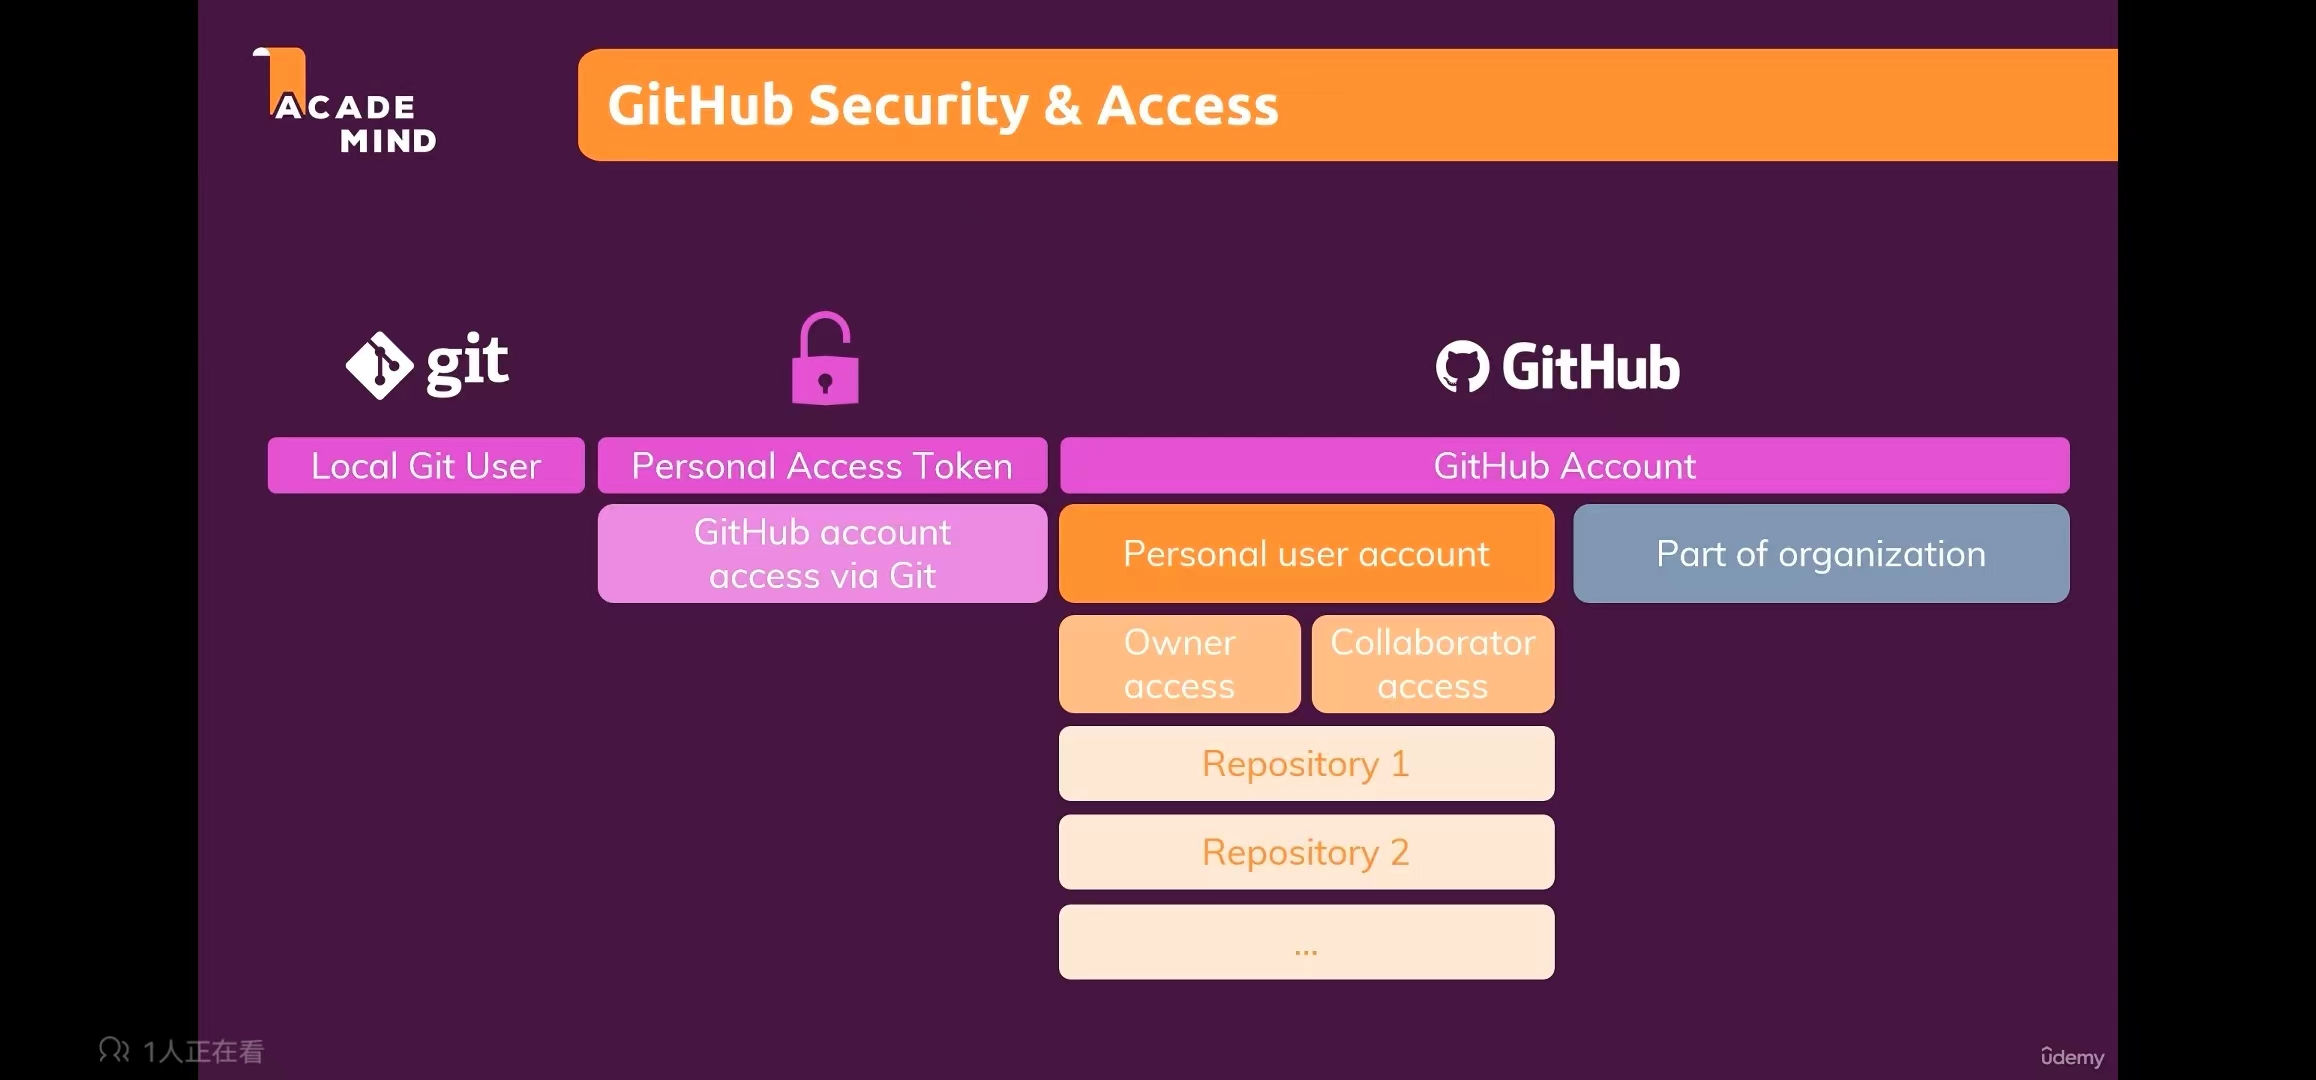 ACADE
MIND
GitHub Security & Access
git
GitHub
Local Git User
Personal Access Token
GitHub Account
GitHub account
access via Git
Personal user account
Part of organization
Owner
access
Collaborator
access
Repository 1
Repository 2
...
1人正在看
ûdemy